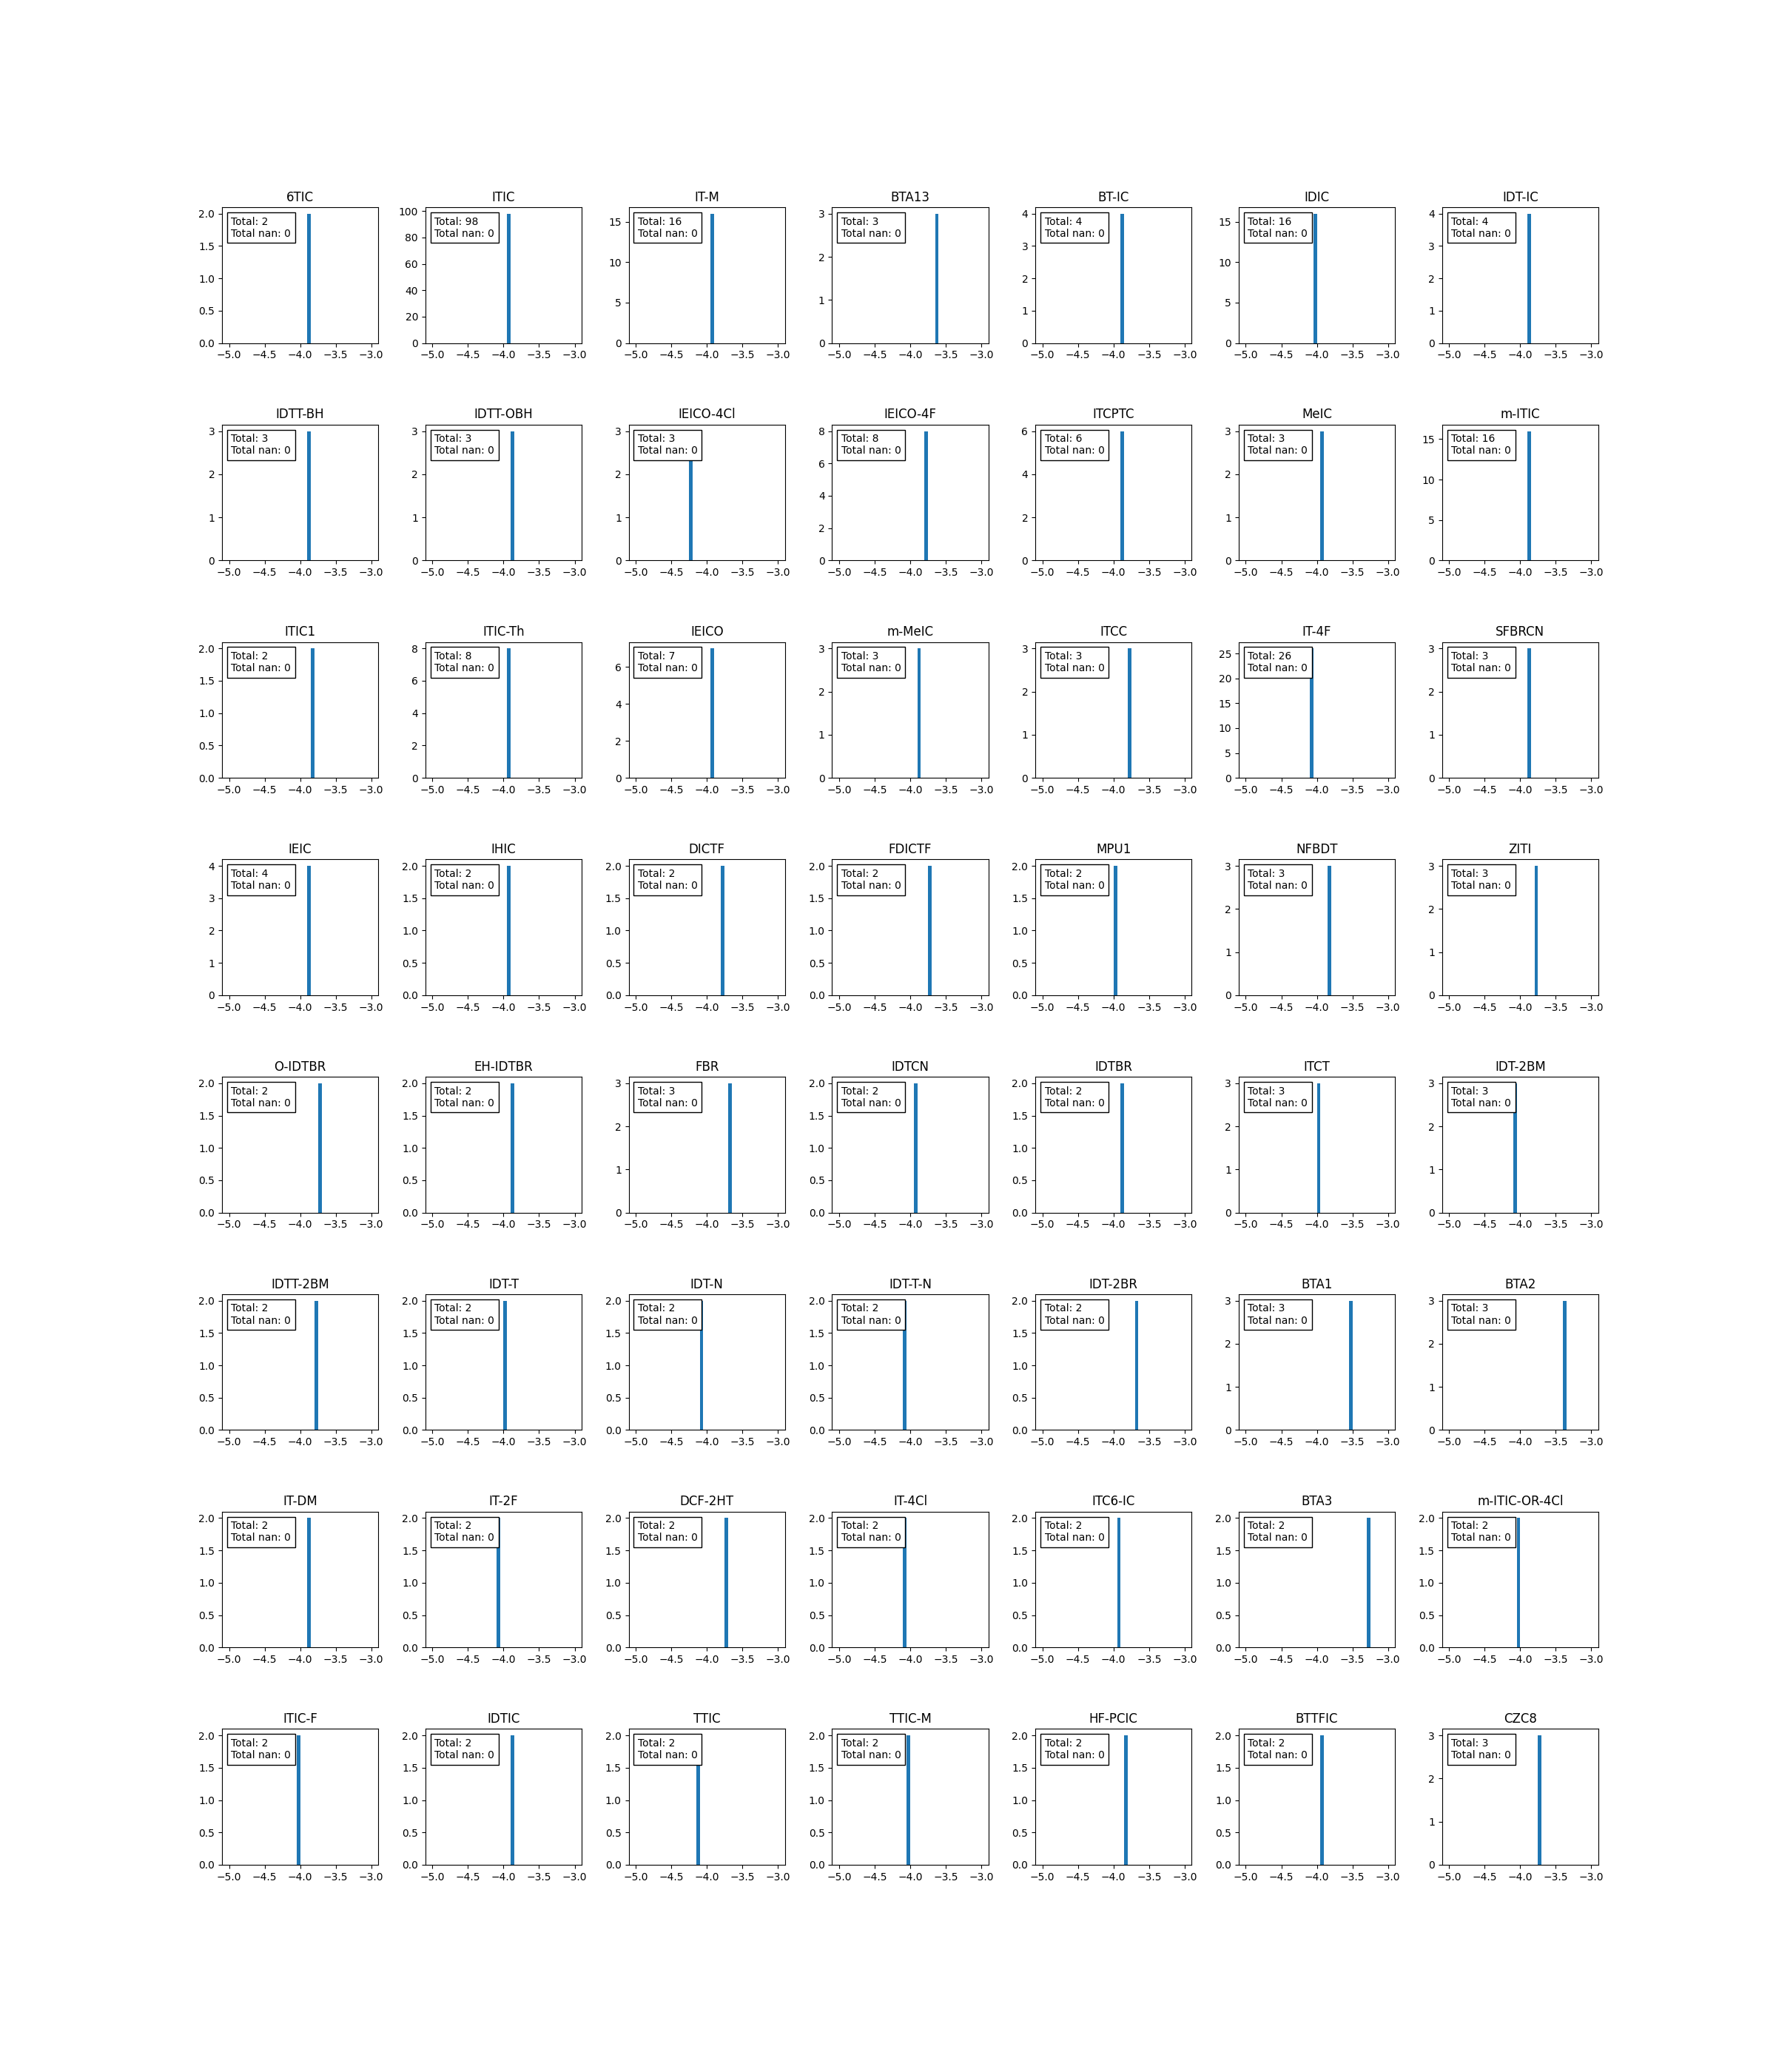 6TIC
Total: 2
Total nan: 0
2.0 1.5 1.0 0.5 0.0
−5.0 −4.5 −4.0 −3.5 −3.0
ITIC
Total: 98
Total nan: 0
100 80 60 40 20 0
−5.0 −4.5 −4.0 −3.5 −3.0
IT-M
Total: 16
Total nan: 0
15 10 5 0
−5.0 −4.5 −4.0 −3.5 −3.0
BTA13
Total: 3
Total nan: 0
3 2 1 0
−5.0 −4.5 −4.0 −3.5 −3.0
BT-IC
Total: 4
Total nan: 0
4 3 2 1 0
−5.0 −4.5 −4.0 −3.5 −3.0
IDIC
Total: 16
Total nan: 0
15 10 5 0
−5.0 −4.5 −4.0 −3.5 −3.0
IDT-IC
Total: 4
Total nan: 0
4 3 2 1 0
−5.0 −4.5 −4.0 −3.5 −3.0
IDTT-BH
Total: 3
Total nan: 0
3 2 1 0
−5.0 −4.5 −4.0 −3.5 −3.0
IDTT-OBH
Total: 3
Total nan: 0
3 2 1 0
−5.0 −4.5 −4.0 −3.5 −3.0
IEICO-4Cl
Total: 3
Total nan: 0
3 2 1 0
−5.0 −4.5 −4.0 −3.5 −3.0
IEICO-4F
Total: 8
Total nan: 0
8 6 4 2 0
−5.0 −4.5 −4.0 −3.5 −3.0
ITCPTC
Total: 6
Total nan: 0
6 4 2 0
−5.0 −4.5 −4.0 −3.5 −3.0
MeIC
Total: 3
Total nan: 0
3 2 1 0
−5.0 −4.5 −4.0 −3.5 −3.0
m-ITIC
Total: 16
Total nan: 0
15 10 5 0
−5.0 −4.5 −4.0 −3.5 −3.0
ITIC1
Total: 2
Total nan: 0
2.0 1.5 1.0 0.5 0.0
−5.0 −4.5 −4.0 −3.5 −3.0
ITIC-Th
Total: 8
Total nan: 0
8 6 4 2 0
−5.0 −4.5 −4.0 −3.5 −3.0
IEICO
Total: 7
Total nan: 0
6 4 2 0
−5.0 −4.5 −4.0 −3.5 −3.0
m-MeIC
Total: 3
Total nan: 0
3 2 1 0
−5.0 −4.5 −4.0 −3.5 −3.0
ITCC
Total: 3
Total nan: 0
3 2 1 0
−5.0 −4.5 −4.0 −3.5 −3.0
IT-4F
Total: 26
Total nan: 0
25 20 15 10 5 0
−5.0 −4.5 −4.0 −3.5 −3.0
SFBRCN
Total: 3
Total nan: 0
3 2 1 0
−5.0 −4.5 −4.0 −3.5 −3.0
IEIC
Total: 4
Total nan: 0
4 3 2 1 0
−5.0 −4.5 −4.0 −3.5 −3.0
IHIC
Total: 2
Total nan: 0
2.0 1.5 1.0 0.5 0.0
−5.0 −4.5 −4.0 −3.5 −3.0
DICTF
Total: 2
Total nan: 0
2.0 1.5 1.0 0.5 0.0
−5.0 −4.5 −4.0 −3.5 −3.0
FDICTF
Total: 2
Total nan: 0
2.0 1.5 1.0 0.5 0.0
−5.0 −4.5 −4.0 −3.5 −3.0
MPU1
Total: 2
Total nan: 0
2.0 1.5 1.0 0.5 0.0
−5.0 −4.5 −4.0 −3.5 −3.0
NFBDT
Total: 3
Total nan: 0
3 2 1 0
−5.0 −4.5 −4.0 −3.5 −3.0
ZITI
Total: 3
Total nan: 0
3 2 1 0
−5.0 −4.5 −4.0 −3.5 −3.0
O-IDTBR
Total: 2
Total nan: 0
2.0 1.5 1.0 0.5 0.0
−5.0 −4.5 −4.0 −3.5 −3.0
EH-IDTBR
Total: 2
Total nan: 0
2.0 1.5 1.0 0.5 0.0
−5.0 −4.5 −4.0 −3.5 −3.0
FBR
Total: 3
Total nan: 0
3 2 1 0
−5.0 −4.5 −4.0 −3.5 −3.0
IDTCN
Total: 2
Total nan: 0
2.0 1.5 1.0 0.5 0.0
−5.0 −4.5 −4.0 −3.5 −3.0
IDTBR
Total: 2
Total nan: 0
2.0 1.5 1.0 0.5 0.0
−5.0 −4.5 −4.0 −3.5 −3.0
ITCT
Total: 3
Total nan: 0
3 2 1 0
−5.0 −4.5 −4.0 −3.5 −3.0
IDT-2BM
Total: 3
Total nan: 0
3 2 1 0
−5.0 −4.5 −4.0 −3.5 −3.0
IDTT-2BM
Total: 2
Total nan: 0
2.0 1.5 1.0 0.5 0.0
−5.0 −4.5 −4.0 −3.5 −3.0
IDT-T
Total: 2
Total nan: 0
2.0 1.5 1.0 0.5 0.0
−5.0 −4.5 −4.0 −3.5 −3.0
IDT-N
Total: 2
Total nan: 0
2.0 1.5 1.0 0.5 0.0
−5.0 −4.5 −4.0 −3.5 −3.0
IDT-T-N
Total: 2
Total nan: 0
2.0 1.5 1.0 0.5 0.0
−5.0 −4.5 −4.0 −3.5 −3.0
IDT-2BR
Total: 2
Total nan: 0
2.0 1.5 1.0 0.5 0.0
−5.0 −4.5 −4.0 −3.5 −3.0
BTA1
Total: 3
Total nan: 0
3 2 1 0
−5.0 −4.5 −4.0 −3.5 −3.0
BTA2
Total: 3
Total nan: 0
3 2 1 0
−5.0 −4.5 −4.0 −3.5 −3.0
IT-DM
Total: 2
Total nan: 0
2.0 1.5 1.0 0.5 0.0
−5.0 −4.5 −4.0 −3.5 −3.0
IT-2F
Total: 2
Total nan: 0
2.0 1.5 1.0 0.5 0.0
−5.0 −4.5 −4.0 −3.5 −3.0
DCF-2HT
Total: 2
Total nan: 0
2.0 1.5 1.0 0.5 0.0
−5.0 −4.5 −4.0 −3.5 −3.0
IT-4Cl
Total: 2
Total nan: 0
2.0 1.5 1.0 0.5 0.0
−5.0 −4.5 −4.0 −3.5 −3.0
ITC6-IC
Total: 2
Total nan: 0
2.0 1.5 1.0 0.5 0.0
−5.0 −4.5 −4.0 −3.5 −3.0
BTA3
Total: 2
Total nan: 0
2.0 1.5 1.0 0.5 0.0
−5.0 −4.5 −4.0 −3.5 −3.0
m-ITIC-OR-4Cl
Total: 2
Total nan: 0
2.0 1.5 1.0 0.5 0.0
−5.0 −4.5 −4.0 −3.5 −3.0
ITIC-F
Total: 2
Total nan: 0
2.0 1.5 1.0 0.5 0.0
−5.0 −4.5 −4.0 −3.5 −3.0
IDTIC
Total: 2
Total nan: 0
2.0 1.5 1.0 0.5 0.0
−5.0 −4.5 −4.0 −3.5 −3.0
TTIC
Total: 2
Total nan: 0
2.0 1.5 1.0 0.5 0.0
−5.0 −4.5 −4.0 −3.5 −3.0
TTIC-M
Total: 2
Total nan: 0
2.0 1.5 1.0 0.5 0.0
−5.0 −4.5 −4.0 −3.5 −3.0
HF-PCIC
Total: 2
Total nan: 0
2.0 1.5 1.0 0.5 0.0
−5.0 −4.5 −4.0 −3.5 −3.0
BTTFIC
Total: 2
Total nan: 0
2.0 1.5 1.0 0.5 0.0
−5.0 −4.5 −4.0 −3.5 −3.0
CZC8
Total: 3
Total nan: 0
3 2 1 0
−5.0 −4.5 −4.0 −3.5 −3.0